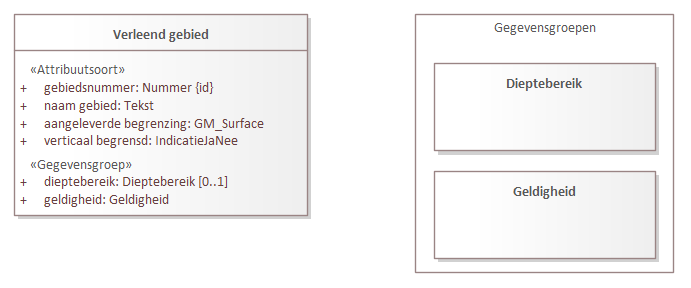 Verleend gebied
«Attribuutsoort»
+ gebiedsnummer: Nummer {id}
+ naam gebied: Tekst
+ aangeleverde begrenzing: GM_Surface
+ verticaal begrensd: IndicatieJaNee
«Gegevensgroep»
+ dieptebereik: Dieptebereik [0..1]
+ geldigheid: Geldigheid
Gegevensgroepen
Dieptebereik
Geldigheid